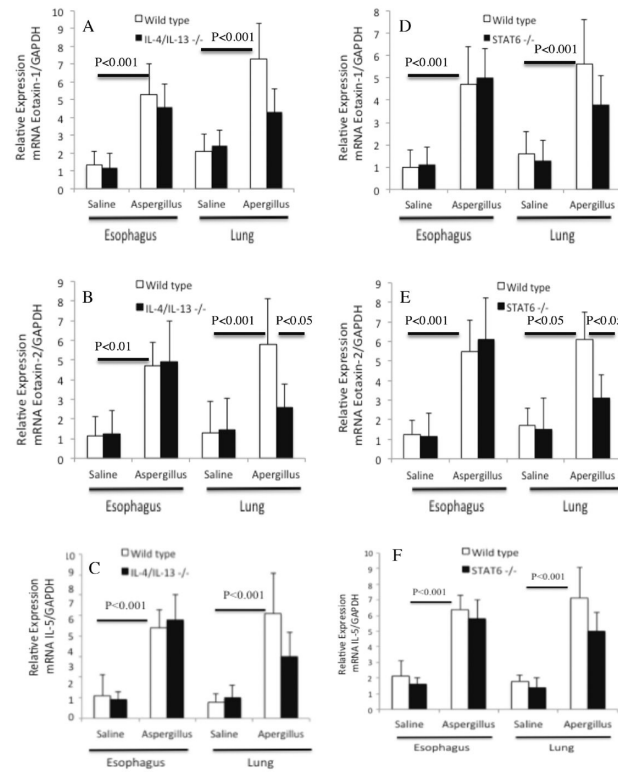 A
Wild type
IL-4/IL-13 -/-
P<0.001
P<0.001
Relative Expression
mRNA Eotaxin-1/GAPDH
10
9
8
7
6
5
4
3
2
1
0
Saline Aspergillus Saline Apergillus
Esophagus Lung
D
Wild type
STAT6 -/-
P<0.001
P<0.001
Relative Expression
mRNA Eotaxin-1/GAPDH
8
7
6
5
4
3
2
1
0
Saline Aspergillus Saline Apergillus
Esophagus Lung
B
Wild type
IL-4/IL-13 -/-
P<0.01
P<0.001
P<0.05
Relative Expression
mRNA Eotaxin-2/GAPDH
9
8
7
6
5
4
3
2
1
0
Saline Aspergillus Saline Apergillus
Esophagus Lung
E
Wild type
STAT6 -/-
P<0.001
P<0.05
P<0.05
Relative Expression
mRNA Eotaxin-2/GAPDH
9
8
7
6
5
4
3
2
1
0
Saline Aspergillus Saline Apergillus
Esophagus Lung
C
Wild type
IL-4/IL-13 -/-
P<0.001
P<0.001
Relative Expression
mRNA IL-5/GAPDH
10
9
8
7
6
5
4
3
2
1
0
Saline Aspergillus Saline Apergillus
Esophagus Lung
F
Wild type
STAT6 -/-
P<0.001
P<0.001
Relative Expression
mRNA IL-5/GAPDH
10
9
8
7
6
5
4
3
2
1
0
Saline Aspergillus Saline Apergillus
Esophagus Lung